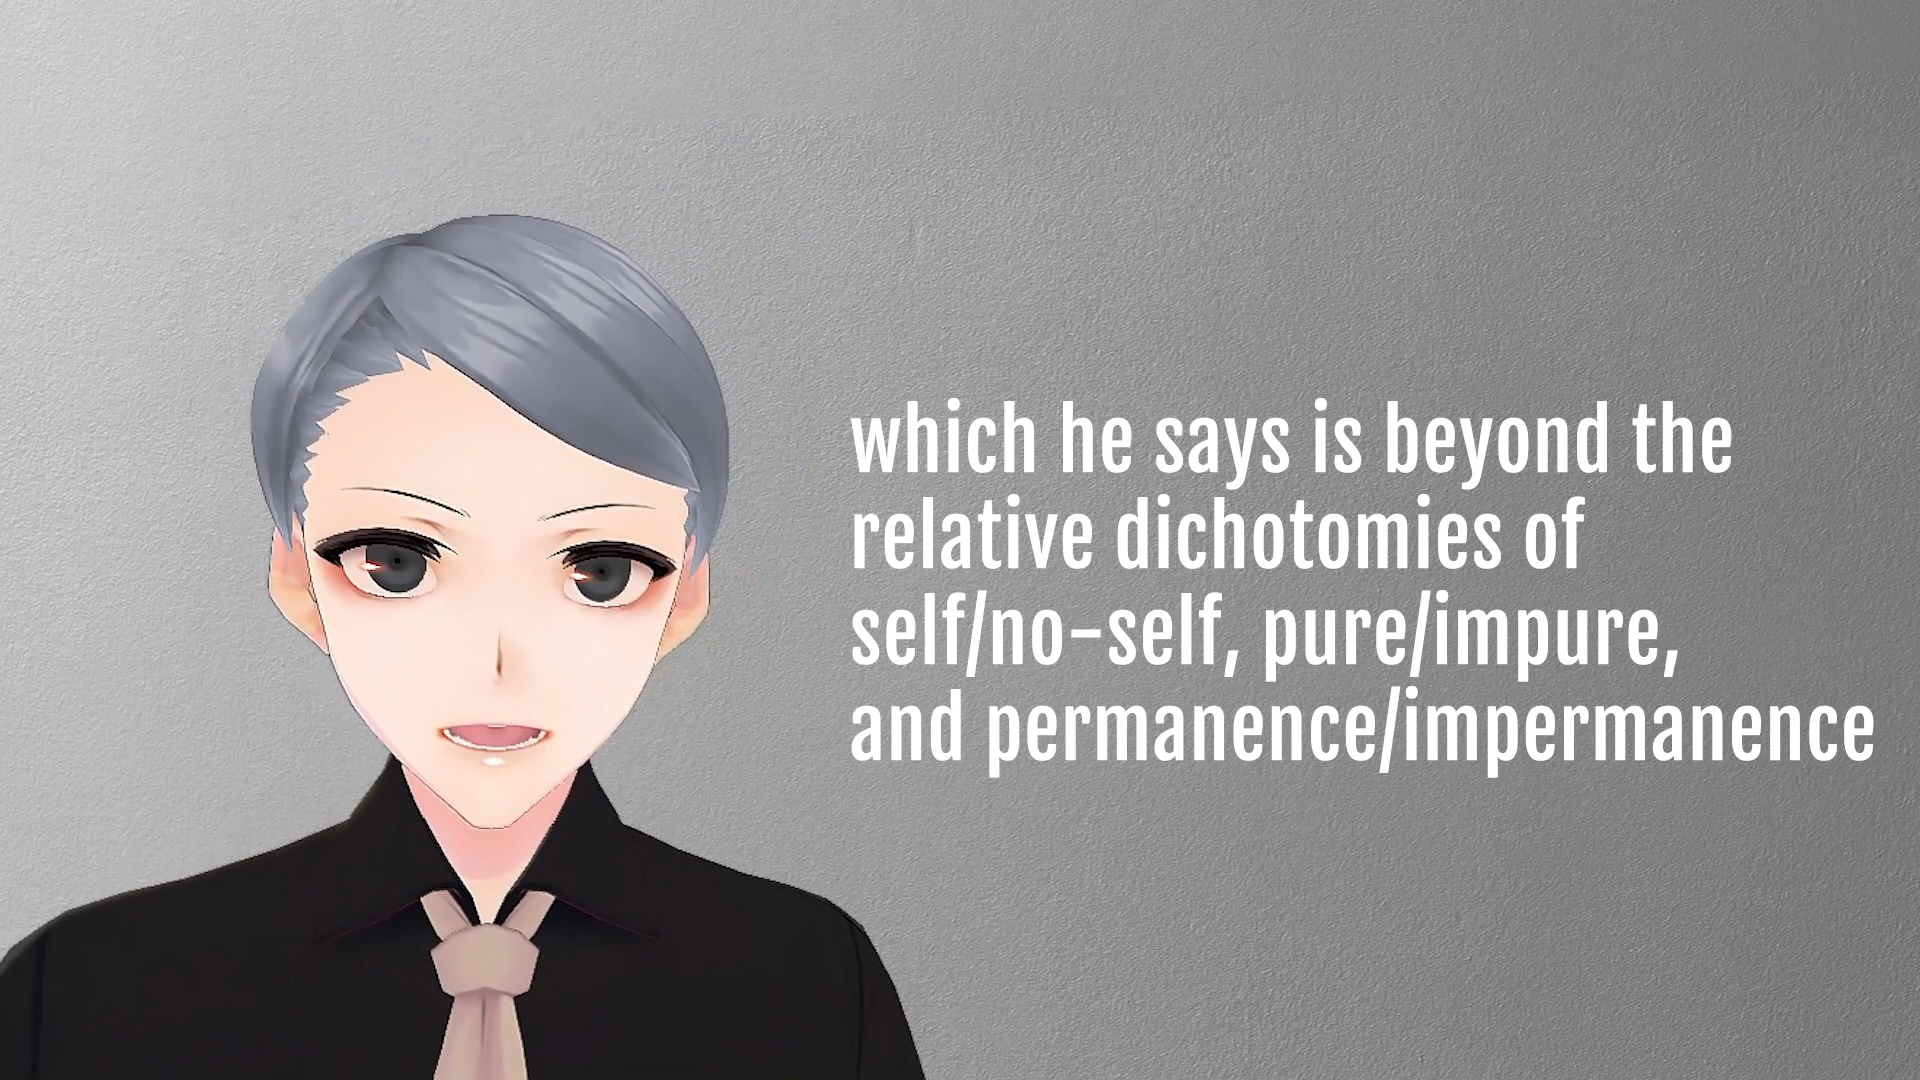 which he says is beyond the
relative dichotomies of
self/no-self, pure/impure,
and permanence/impermanence